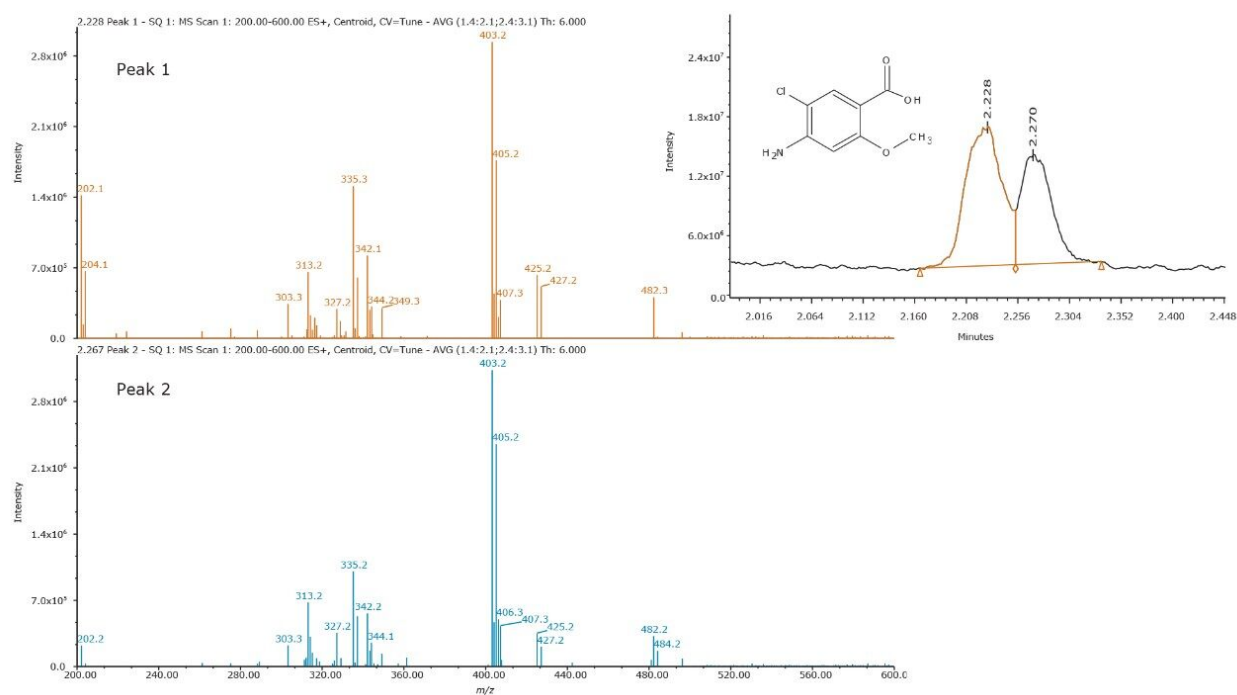 2.228 Peak 1 - SQ 1: MS Scan 1: 200.00-600.00 ES+, Centroid, CV=Tune - AVG (1.4:2.1;2.4:3.1) Th: 6.000
Peak 1
Intensity
2.8x10⁶
2.1x10⁶
1.4x10⁶
7.0x10⁵
0.0
202.1
204.1
303.3
313.2
327.2
335.3
342.1
344.2
349.3
403.2
405.2
407.3
425.2
427.2
482.3
2.267 Peak 2 - SQ 1: MS Scan 1: 200.00-600.00 ES+, Centroid, CV=Tune - AVG (1.4:2.1;2.4:3.1) Th: 6.000
Peak 2
Intensity
2.8x10⁶
2.1x10⁶
1.4x10⁶
7.0x10⁵
0.0
202.2
303.3
313.2
327.2
335.2
342.2
344.1
403.2
405.2
406.3
407.3
425.2
427.2
482.2
484.2
200.00 240.00 280.00 320.00 360.00 400.00 440.00 480.00 520.00 560.00 600.0
m/z
Intensity
2.4x10⁷
1.8x10⁷
1.2x10⁷
6.0x10⁶
0.0
O
Cl
OH
H₂N
O
CH₃
2.228
2.270
2.016 2.064 2.112 2.160 2.208 2.256 2.304 2.352 2.400 2.448
Minutes